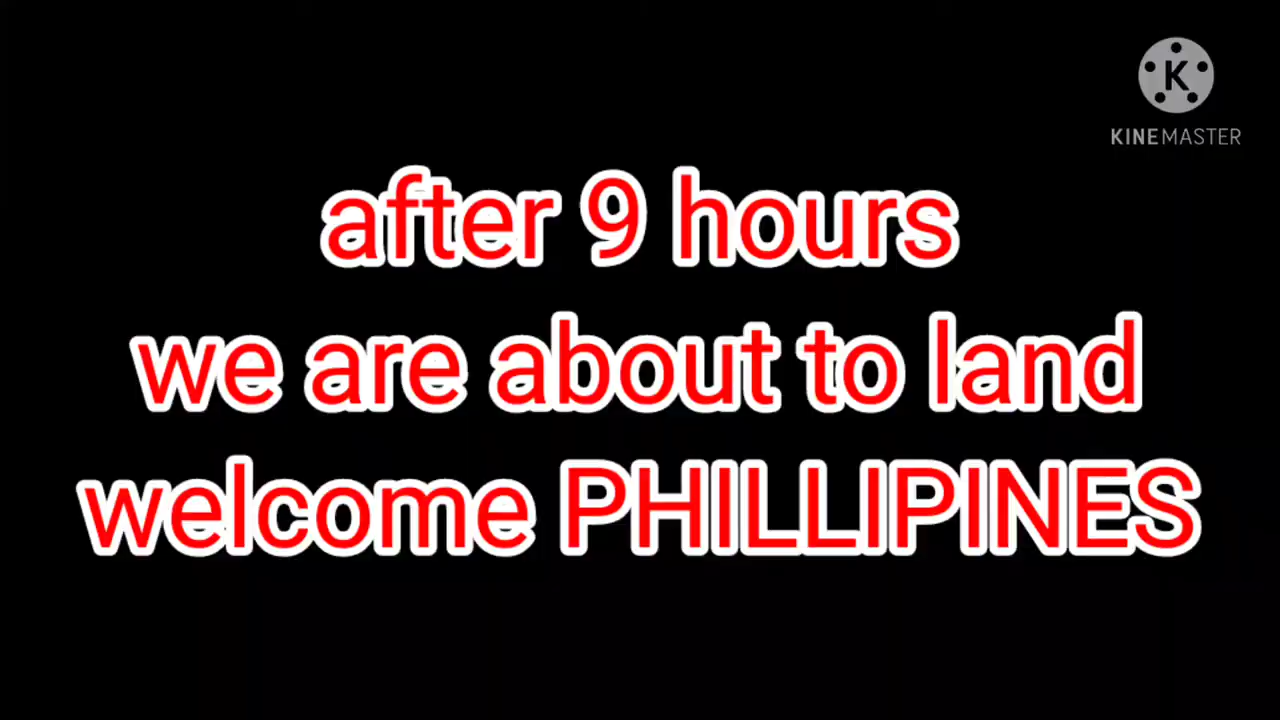 K
KINEMASTER
after 9 hours
we are about to land
welcome PHILLIPINES